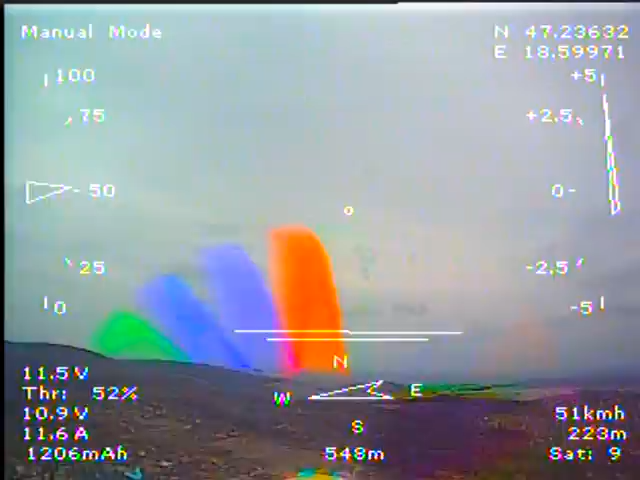 Manual Mode
N 47.23632
E 18.59971
100
75
50
25
0
+5
+2.5
0
-2.5
-5
N
W
E
S
11.5V
Thr: 52%
10.9V
11.6A
1206mAh
548m
51kmh
223m
Sat: 9